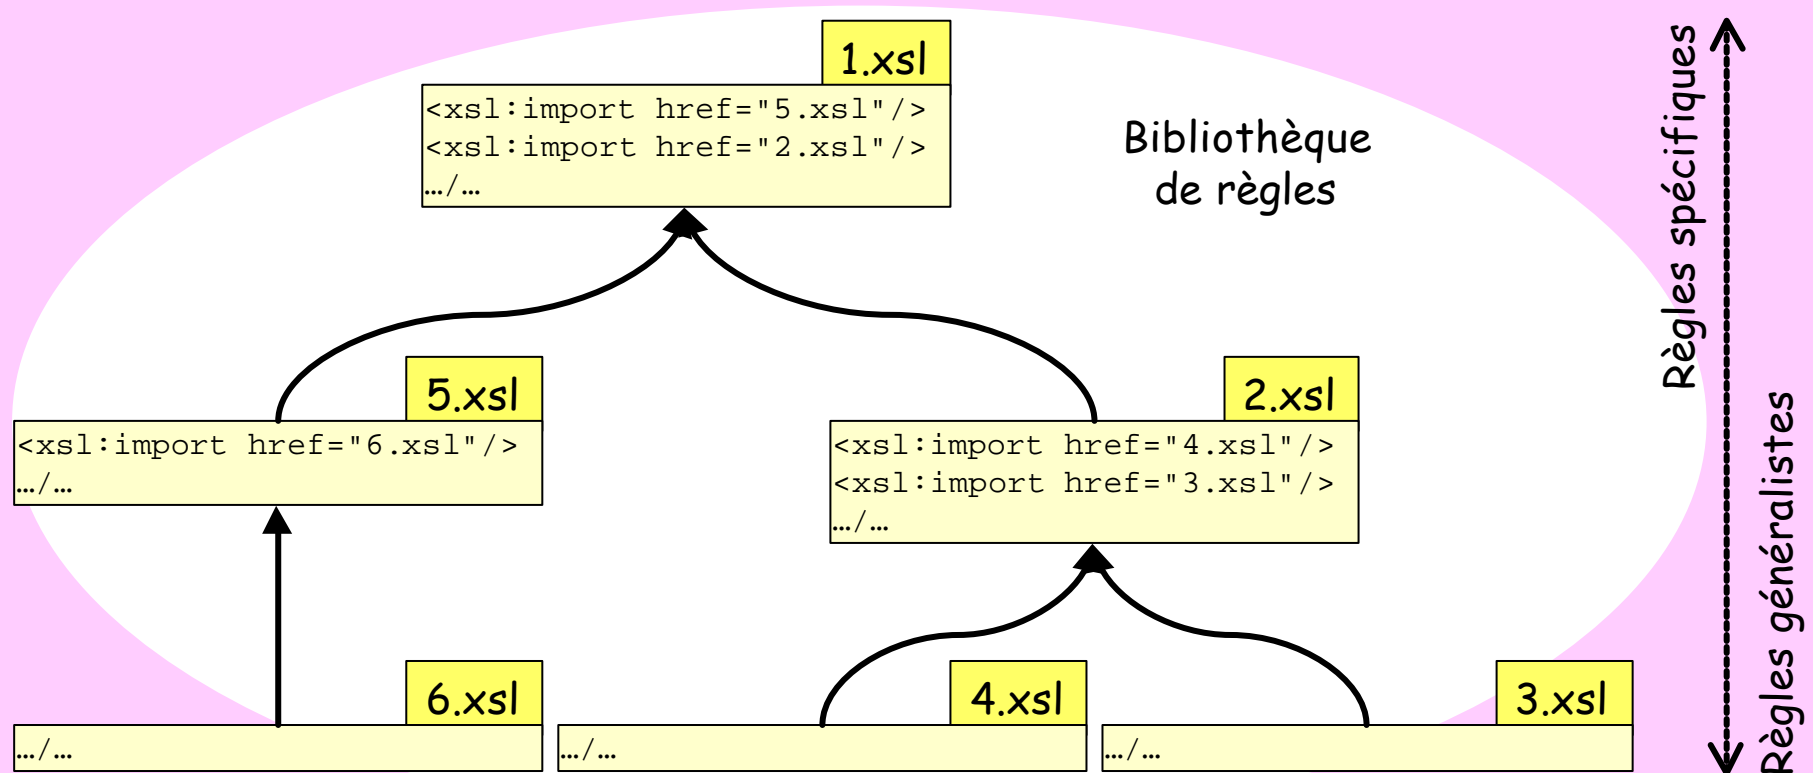 1.xsl
<xsl:import href="5.xsl"/>
<xsl:import href="2.xsl"/>
…/…
Bibliothèque
de règles
Règles spécifiques
5.xsl
<xsl:import href="6.xsl"/>
…/…
2.xsl
<xsl:import href="4.xsl"/>
<xsl:import href="3.xsl"/>
…/…
Règles généralistes
6.xsl
…/…
4.xsl
…/…
3.xsl
…/…